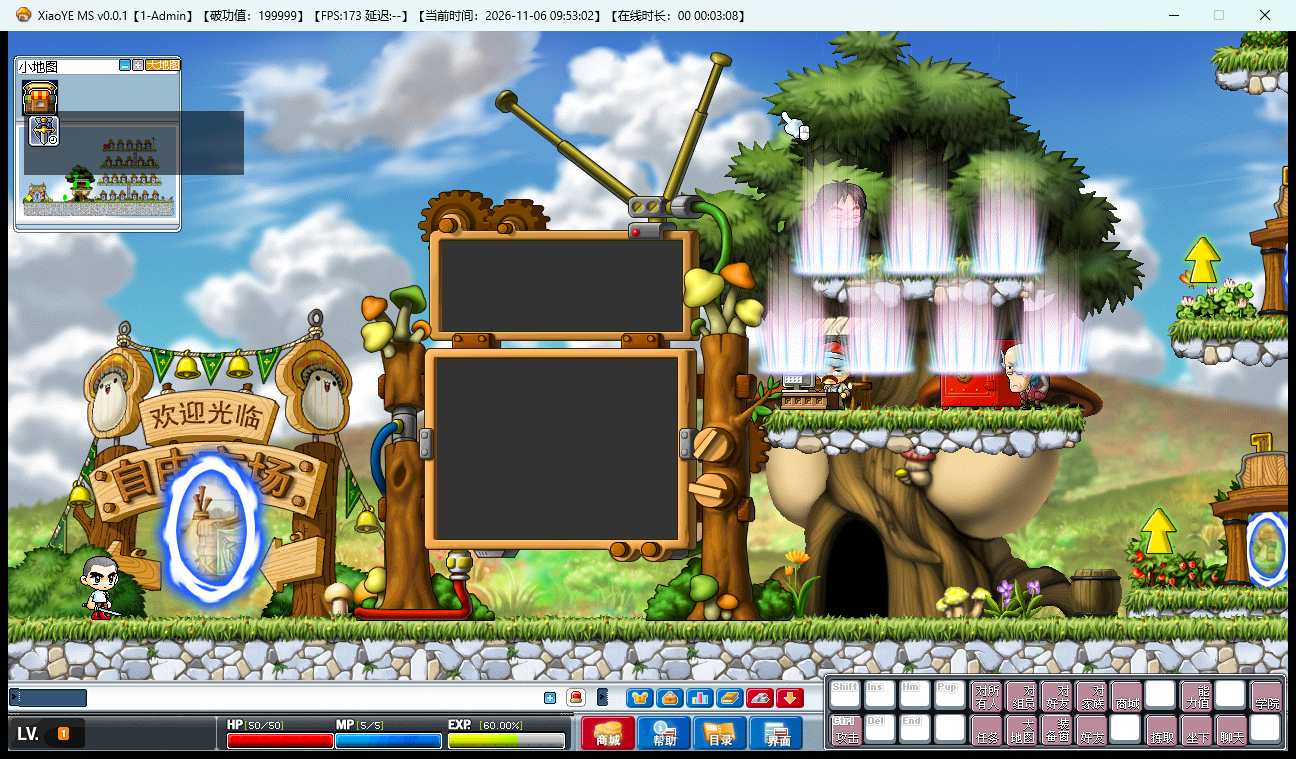 XiaoYE MS v0.0.1【1-Admin】【破功值：199999】【FPS:173 延迟:--】【当前时间：2026-11-06 09:53:02】【在线时长：00 00:03:08】
小地图
大地图
欢迎光临
自由市场
LV. 1
HP [50/50]
MP [5/5]
EXP. [60.00%]
商城
帮助
目录
界面
Shift
Ins
Hm
Pup
对所有人
对组员
对好友
对家族
商城
能力值
学院
Ctrl
攻击
Del
End
任务
大地图
装备窗
好友
拣取
坐下
聊天